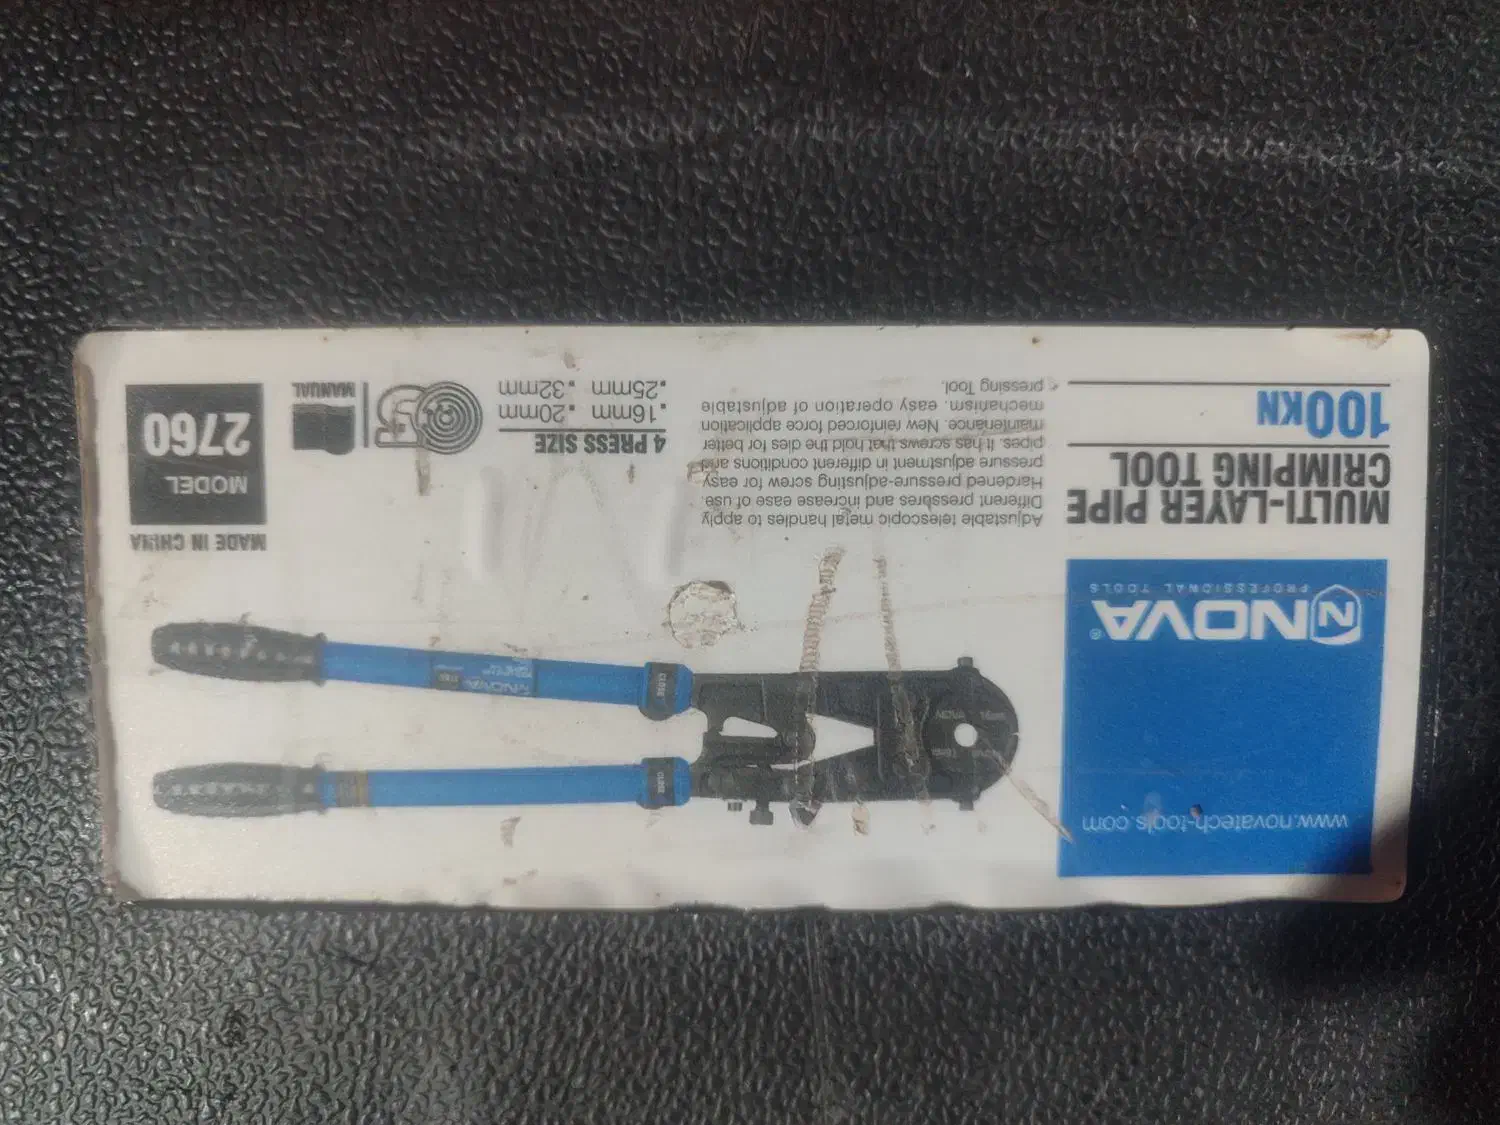 www.novatech-tools.com
NOVA®
PROFESSIONAL TOOLS
MULTI-LAYER PIPE
CRIMPING TOOL
100KN
CLOSE
CLOSE
NOVA
Adjustable telescopic metal handles to apply
Different pressures and increase ease of use.
Hardened pressure-adjusting screw for easy
pressure adjustment in different conditions and
pipes. It has screws that hold the dies for better
maintenance. New reinforced force application
mechanism. easy operation of adjustable
pressing Tool.
4 PRESS SIZE
• 16mm • 20mm
• 25mm • 32mm
MANUAL
MADE IN CHINA
MODEL
2760